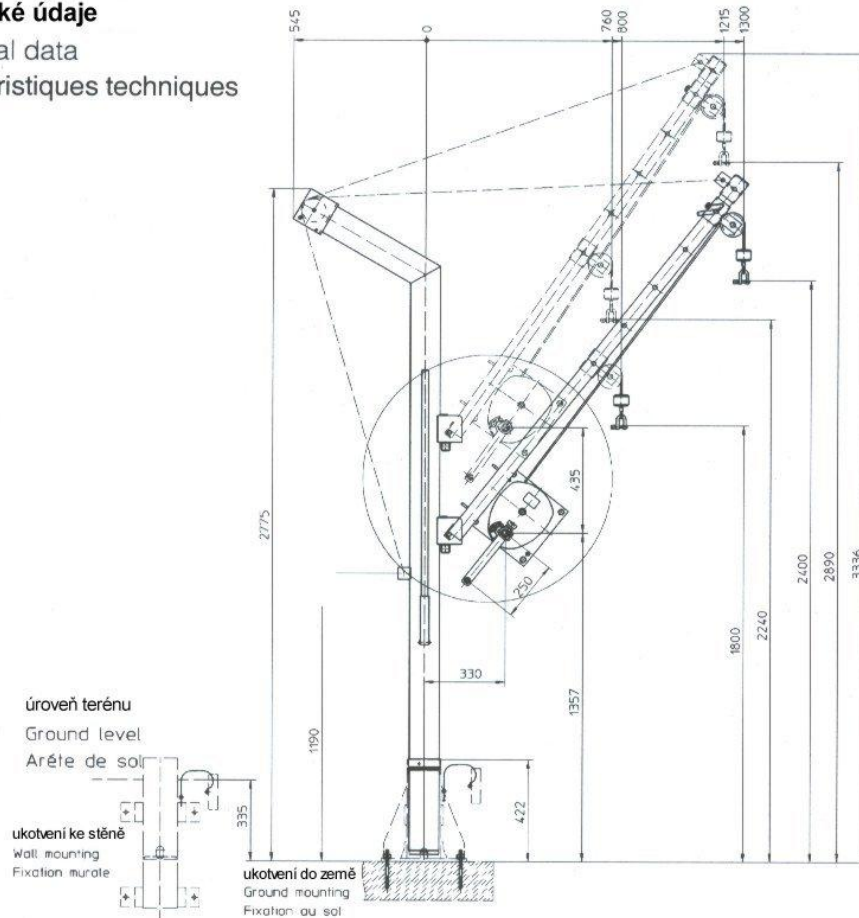 ké údaje
al data
ristiques techniques
545
0
760
800
1215
1300
2775
435
250
330
1357
1190
1800
2240
2400
2890
3336
422
335
úroveň terénu
Ground level
Arête de sol
ukotvení ke stěně
Wall mounting
Fixation murale
ukotvení do země
Ground mounting
Fixation au sol